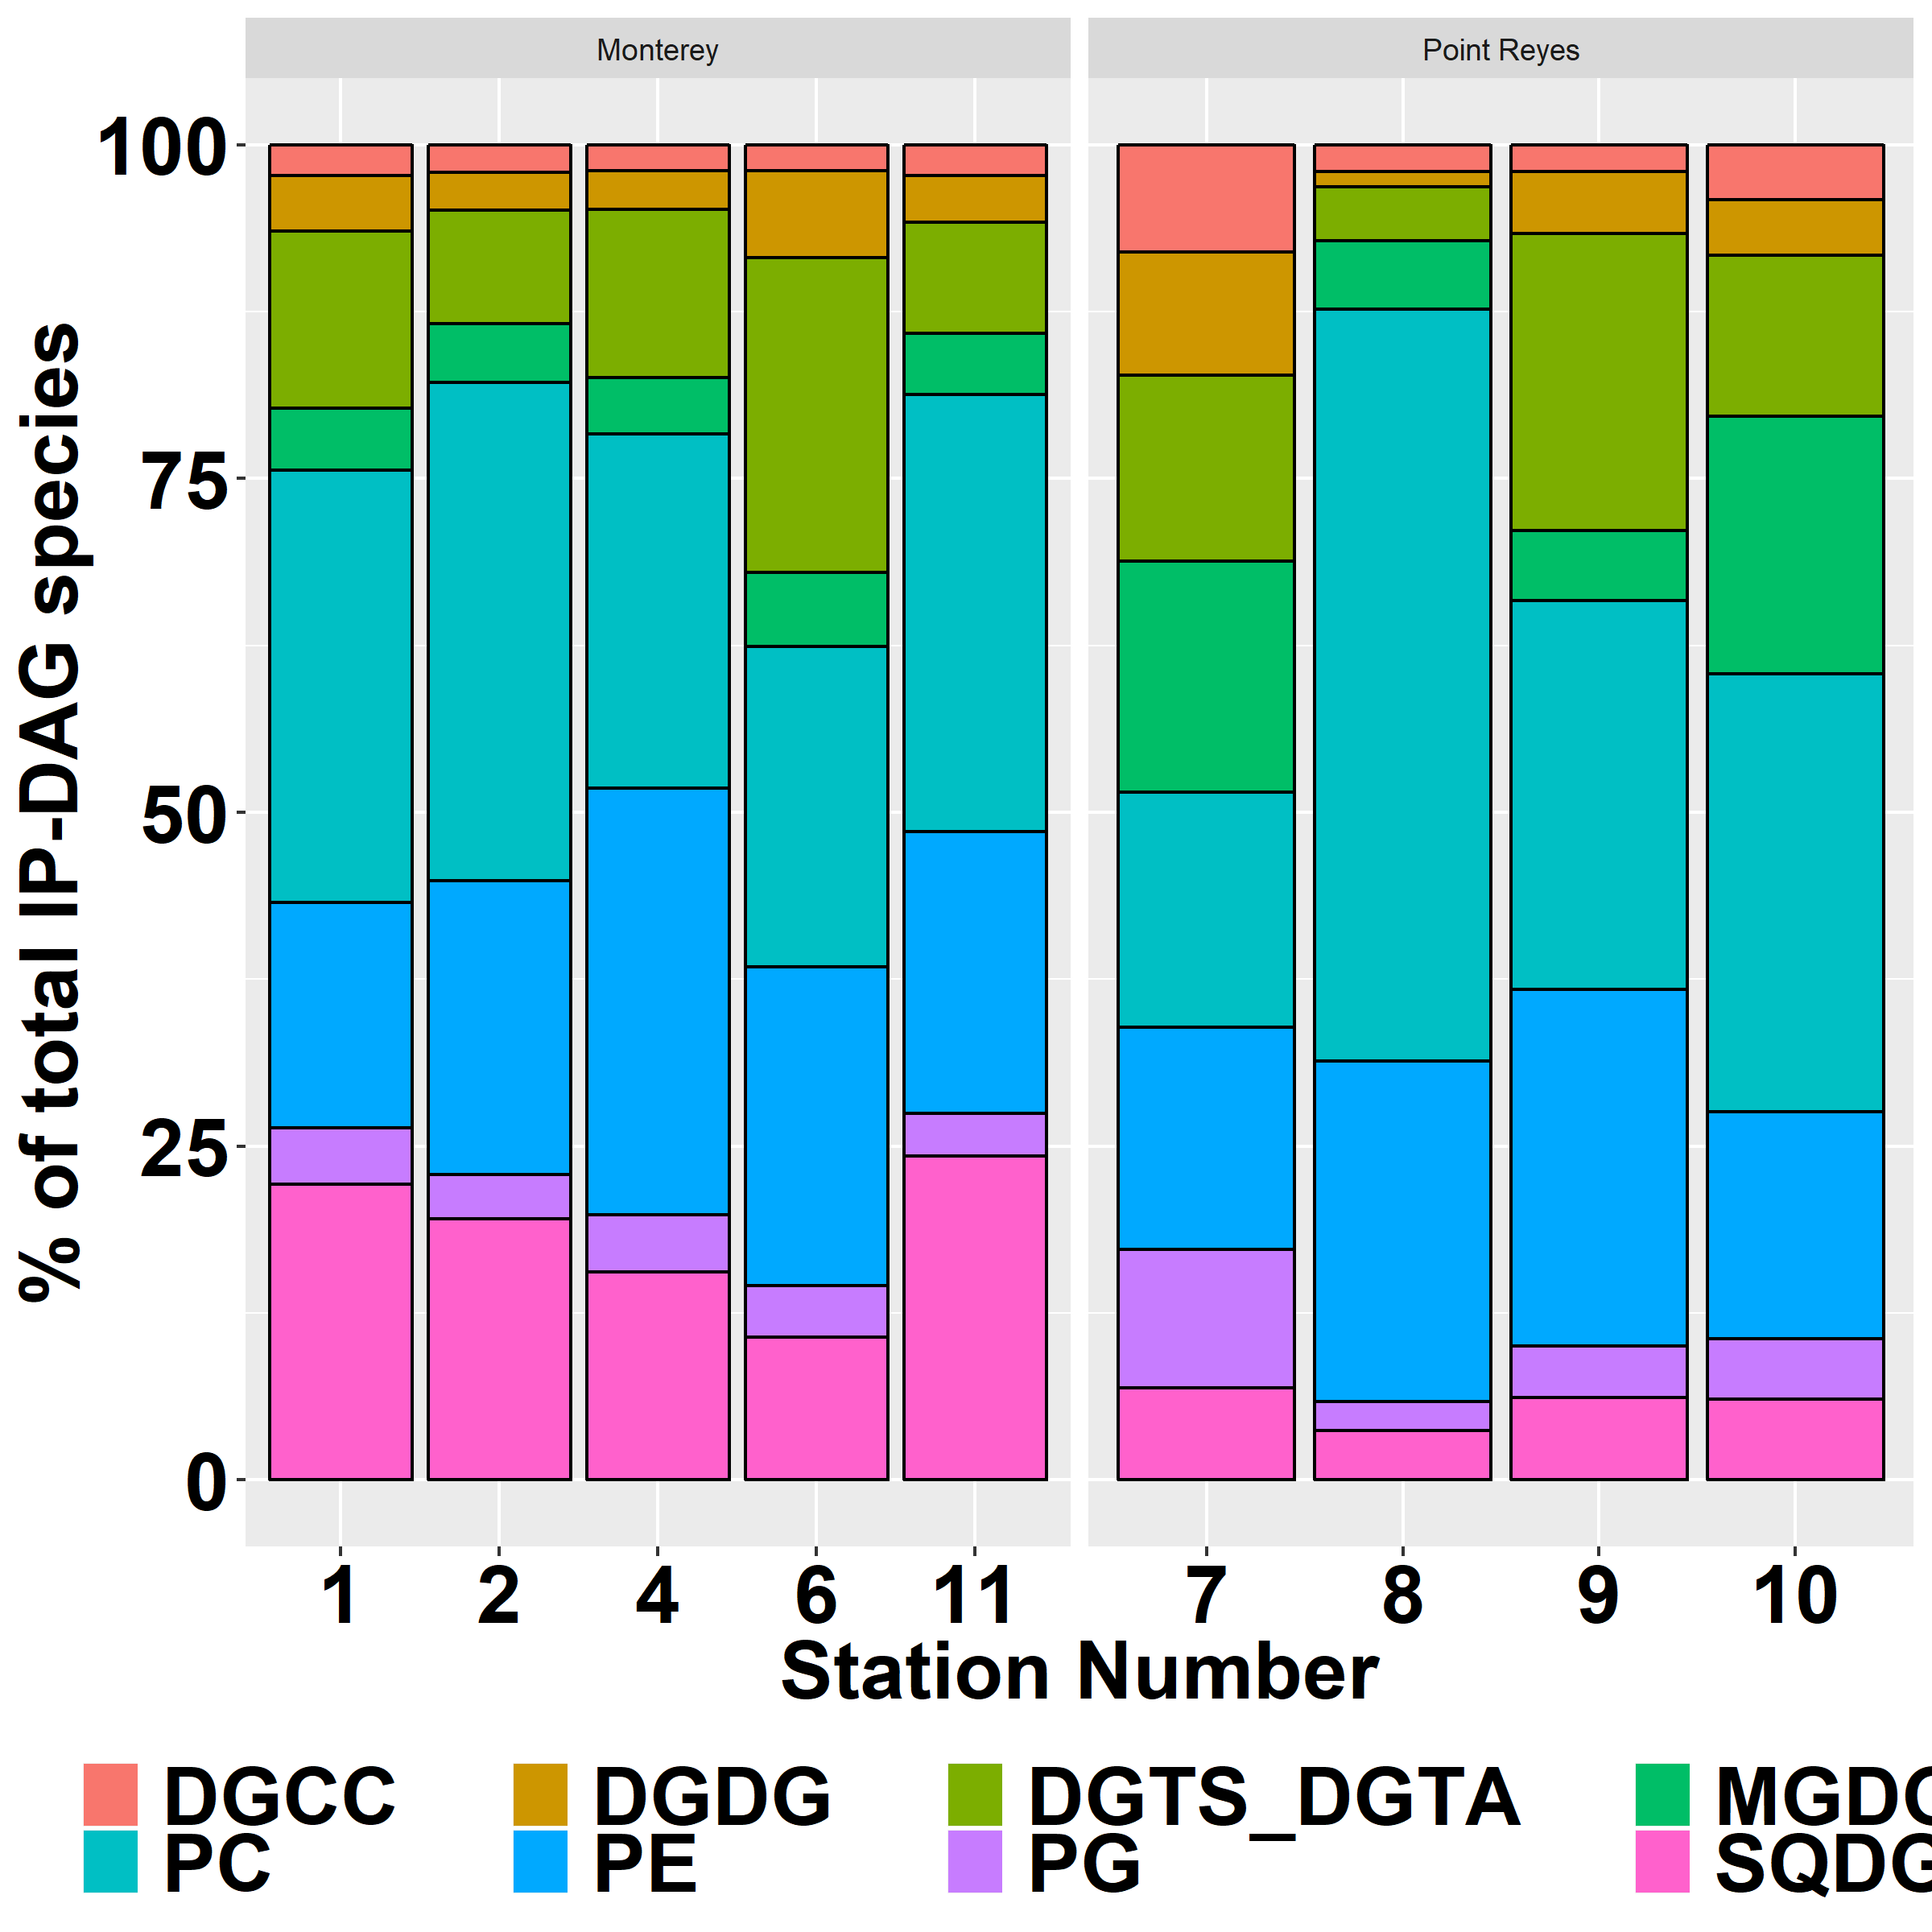 Monterey
Point Reyes
% of total IP-DAG species
100
75
50
25
0
1 2 4 6 11
7 8 9 10
Station Number
DGCC DGDG DGTS_DGTA
PC PE PG SQDG